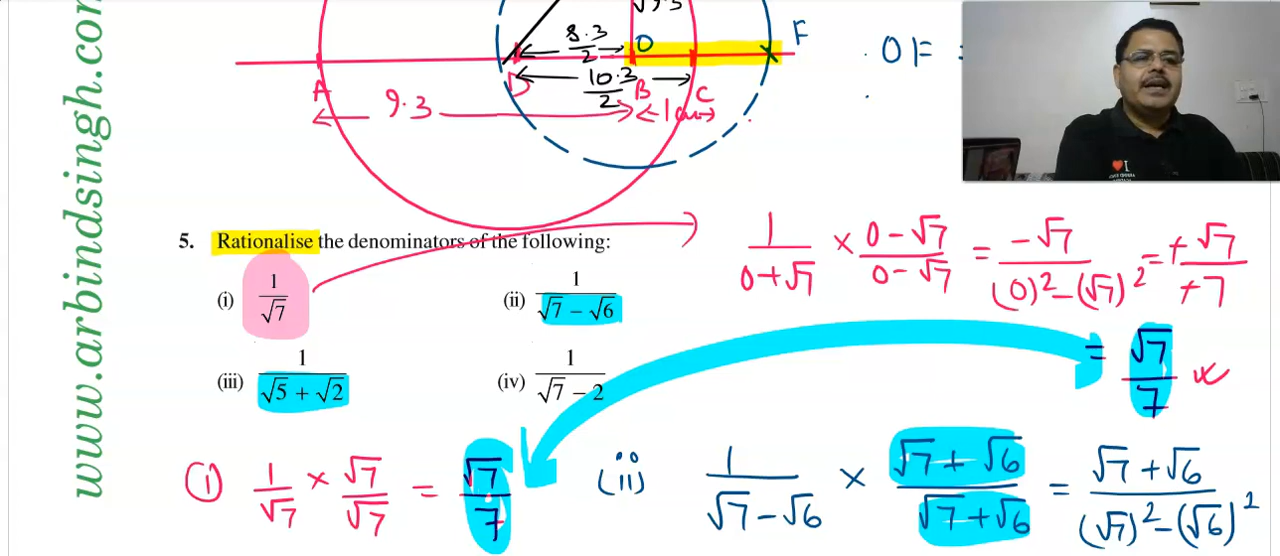 www.arbindsingh.com
√9.3
8.3/2
O
F
OF =
10.3/2
A
D
B
C
9.3
1cm
5. Rationalise the denominators of the following:
(i) 1/√7
(ii) 1/(√7 − √6)
(iii) 1/(√5 + √2)
(iv) 1/(√7 − 2)
1/(0+√7) × (0−√7)/(0−√7) = −√7/((0)²−(√7)²) = +√7/+7
= √7/7
(i) 1/√7 × √7/√7 = √7/7
(ii) 1/(√7−√6) × (√7+√6)/(√7+√6) = (√7+√6)/((√7)²−(√6)²)